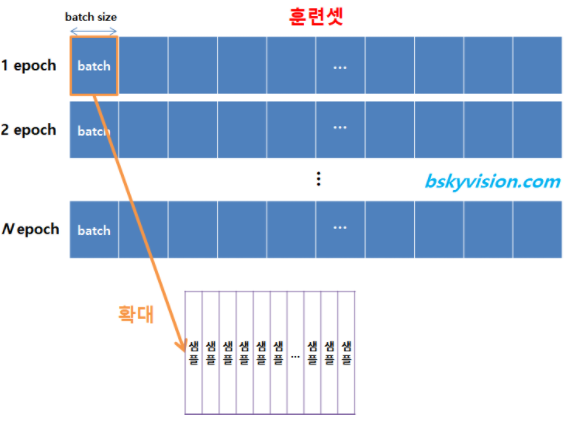 훈련셋
batch size
1 epoch
batch
...
2 epoch
batch
...
⋮
bskyvision.com
N epoch
batch
...
확대
샘플 샘플 샘플 샘플 샘플 샘플 ... 샘플 샘플 샘플